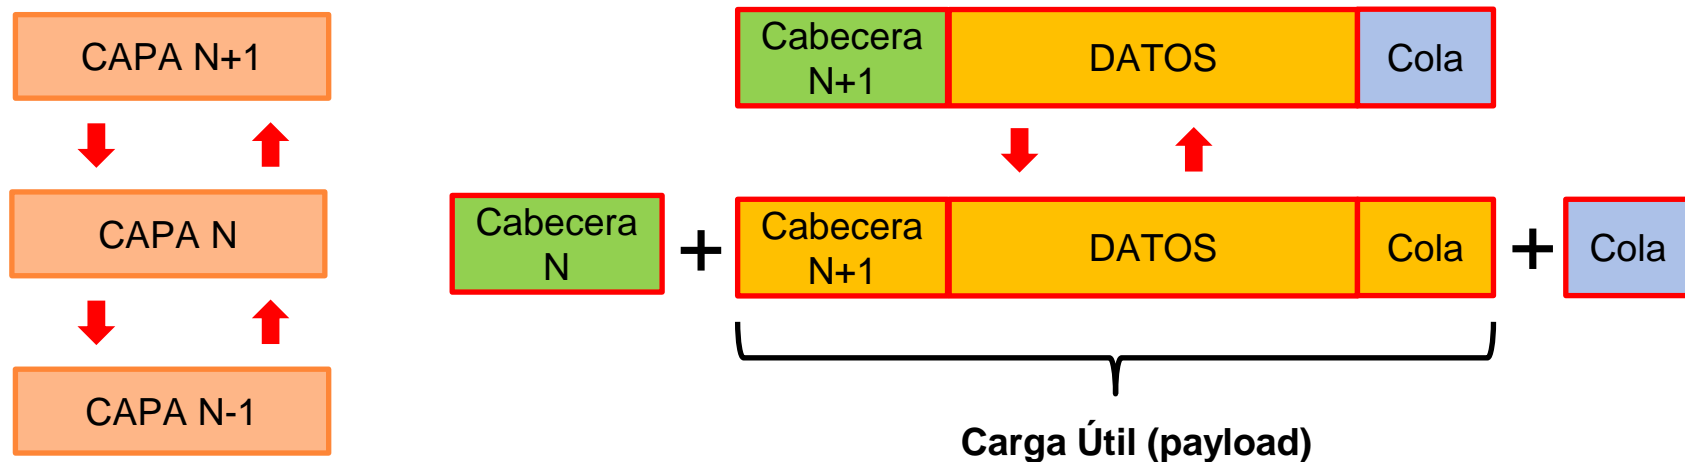 CAPA N+1
CAPA N
CAPA N-1
Cabecera
N+1
DATOS
Cola
Cabecera
N
+
Cabecera
N+1
DATOS
Cola
+
Cola
Carga Útil (payload)